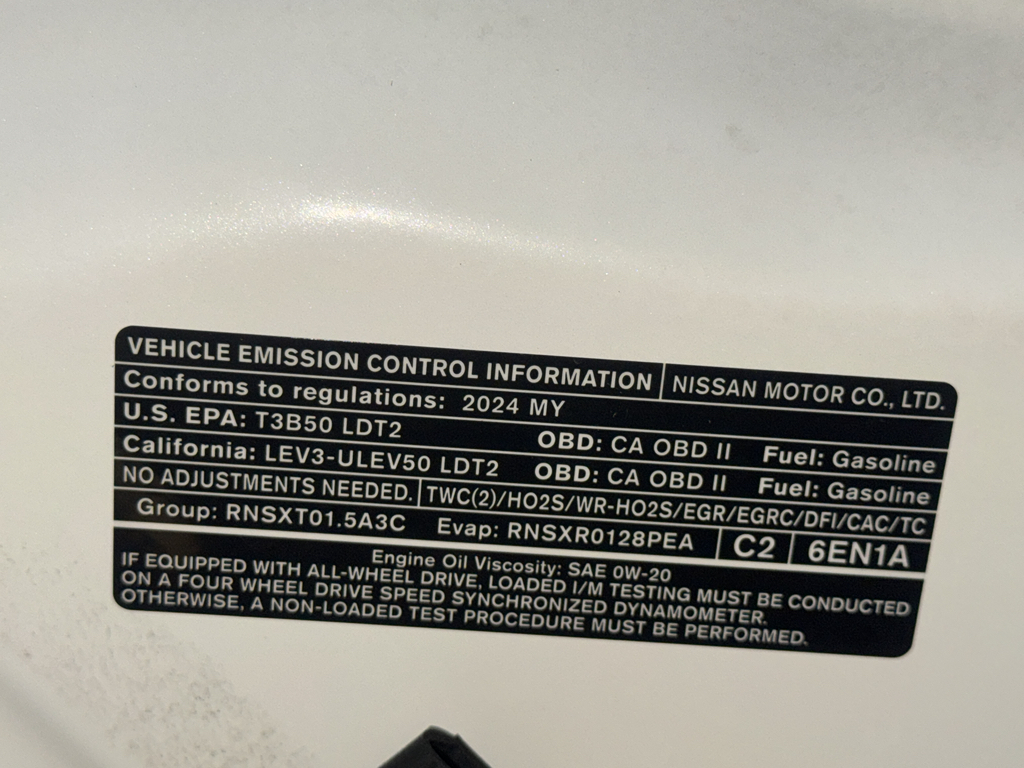 VEHICLE EMISSION CONTROL INFORMATION NISSAN MOTOR CO., LTD.
Conforms to regulations: 2024 MY
U.S. EPA: T3B50 LDT2 OBD: CA OBD II Fuel: Gasoline
California: LEV3-ULEV50 LDT2 OBD: CA OBD II Fuel: Gasoline
NO ADJUSTMENTS NEEDED. TWC(2)/HO2S/WR-HO2S/EGR/EGRC/DFI/CAC/TC
Group: RNSXT01.5A3C Evap: RNSXR0128PEA C2 6EN1A
Engine Oil Viscosity: SAE 0W-20
IF EQUIPPED WITH ALL-WHEEL DRIVE, LOADED I/M TESTING MUST BE CONDUCTED
ON A FOUR WHEEL DRIVE SPEED SYNCHRONIZED DYNAMOMETER.
OTHERWISE, A NON-LOADED TEST PROCEDURE MUST BE PERFORMED.